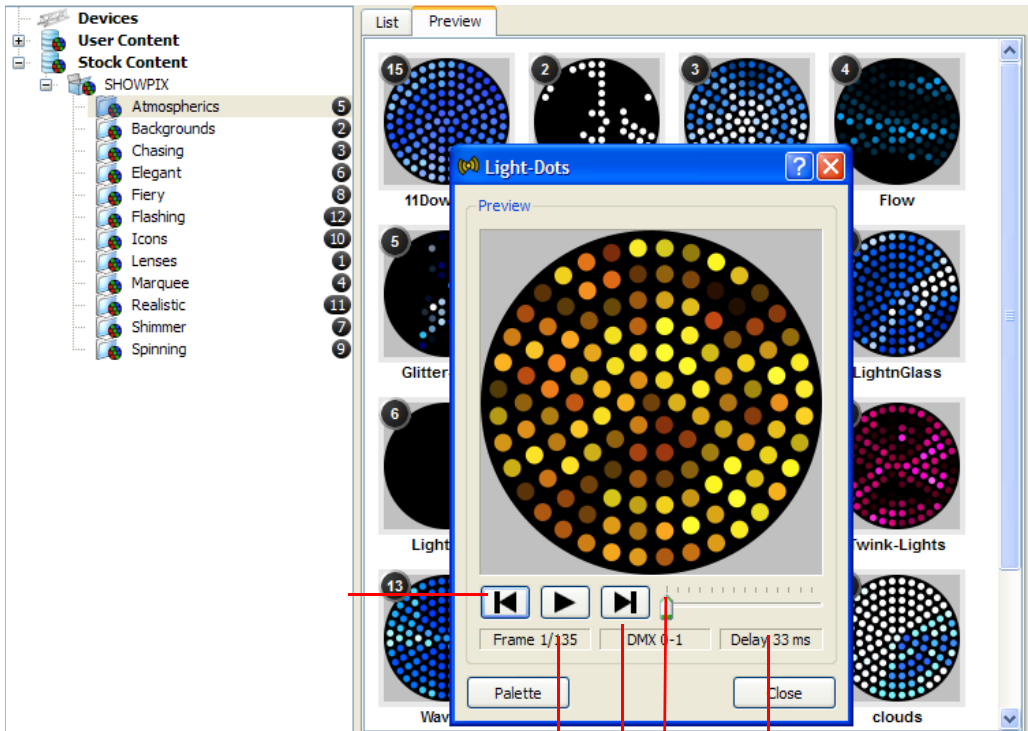 Devices
User Content
Stock Content
SHOWPIX
Atmospherics 5
Backgrounds 2
Chasing 3
Elegant 6
Fiery 8
Flashing 12
Icons 10
Lenses 1
Marquee 4
Realistic 11
Shimmer 7
Spinning 9
List Preview
15 2 3 4
11Dow
Flow
5
Glitter-
LightnGlass
6
Light
Twink-Lights
13
Wav
clouds
Light-Dots
?
Preview
Frame 1/135 DMX 0-1 Delay 33 ms
Palette Close